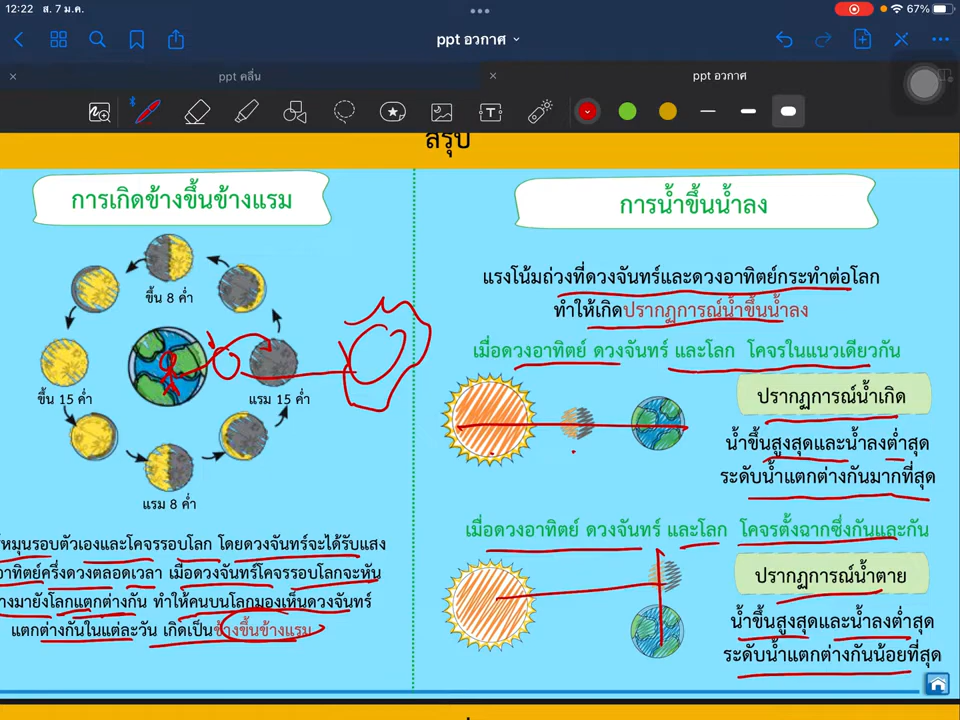 12:22 ส. 7 ม.ค.
67%
ppt อวกาศ
ppt คลื่น
ppt อวกาศ
สรุป
การเกิดข้างขึ้นข้างแรม
ขึ้น 8 ค่ำ
ขึ้น 15 ค่ำ
แรม 15 ค่ำ
แรม 8 ค่ำ
หมุนรอบตัวเองและโคจรรอบโลก โดยดวงจันทร์จะได้รับแสง
อาทิตย์ครึ่งดวงตลอดเวลา เมื่อดวงจันทร์โคจรรอบโลกจะหัน
างมายังโลกแตกต่างกัน ทำให้คนบนโลกมองเห็นดวงจันทร์
แตกต่างกันในแต่ละวัน เกิดเป็นข้างขึ้นข้างแรม
การน้ำขึ้นน้ำลง
แรงโน้มถ่วงที่ดวงจันทร์และดวงอาทิตย์กระทำต่อโลก
ทำให้เกิดปรากฏการณ์น้ำขึ้นน้ำลง
เมื่อดวงอาทิตย์ ดวงจันทร์ และโลก โคจรในแนวเดียวกัน
ปรากฏการณ์น้ำเกิด
น้ำขึ้นสูงสุดและน้ำลงต่ำสุด
ระดับน้ำแตกต่างกันมากที่สุด
เมื่อดวงอาทิตย์ ดวงจันทร์ และโลก โคจรตั้งฉากซึ่งกันและกัน
ปรากฏการณ์น้ำตาย
น้ำขึ้นสูงสุดและน้ำลงต่ำสุด
ระดับน้ำแตกต่างกันน้อยที่สุด